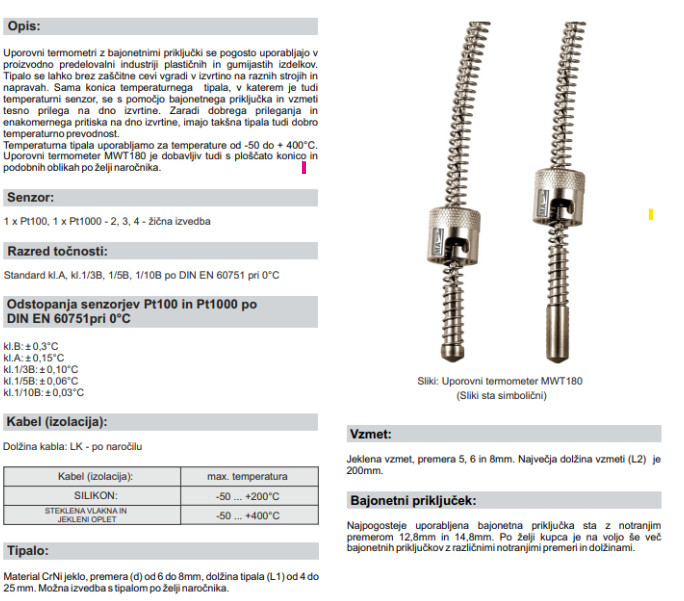 Opis:
Uporovni termometri z bajonetnimi priključki se pogosto uporabljajo v
proizvodno predelovalni industriji plastičnih in gumijastih izdelkov.
Tipalo se lahko brez zaščitne cevi vgradi v izvrtino na raznih strojih in
napravah. Sama konica temperaturnega tipala, v katerem je tudi
temperaturni senzor, se s pomočjo bajonetnega priključka in vzmeti
tesno prilega na dno izvrtine. Zaradi dobrega prileganja in
enakomernega pritiska na dno izvrtine, imajo takšna tipala tudi dobro
temperaturno prevodnost.
Temperaturna tipala uporabljamo za temperature od -50 do + 400°C.
Uporovni termometer MWT180 je dobavljiv tudi s ploščato konico in
podobnih oblikah po želji naročnika.
Senzor:
1 x Pt100, 1 x Pt1000 - 2, 3, 4 - žična izvedba
Razred točnosti:
Standard kl.A, kl.1/3B, 1/5B, 1/10B po DIN EN 60751 pri 0°C
Odstopanja senzorjev Pt100 in Pt1000 po
DIN EN 60751pri 0°C
kl.B: ± 0,3°C
kl.A: ± 0,15°C
kl.1/3B: ± 0,10°C
kl.1/5B: ± 0,06°C
kl.1/10B: ± 0,03°C
Kabel (izolacija):
Dolžina kabla: LK - po naročilu
Kabel (izolacija): max. temperatura
SILIKON: -50 ... +200°C
STEKLENA VLAKNA IN
JEKLENI OPLET -50 ... +400°C
Tipalo:
Material CrNi jeklo, premera (d) od 6 do 8mm, dolžina tipala (L1) od 4 do
25 mm. Možna izvedba s tipalom po želji naročnika.
MA
MA
Sliki: Uporovni termometer MWT180
(Sliki sta simbolični)
Vzmet:
Jeklena vzmet, premera 5, 6 in 8mm. Največja dolžina vzmeti (L2) je
200mm.
Bajonetni priključek:
Najpogosteje uporabljena bajonetna priključka sta z notranjim
premerom 12,8mm in 14,8mm. Po želji kupca je na voljo še več
bajonetnih priključkov z različnimi notranjimi premeri in dolžinami.